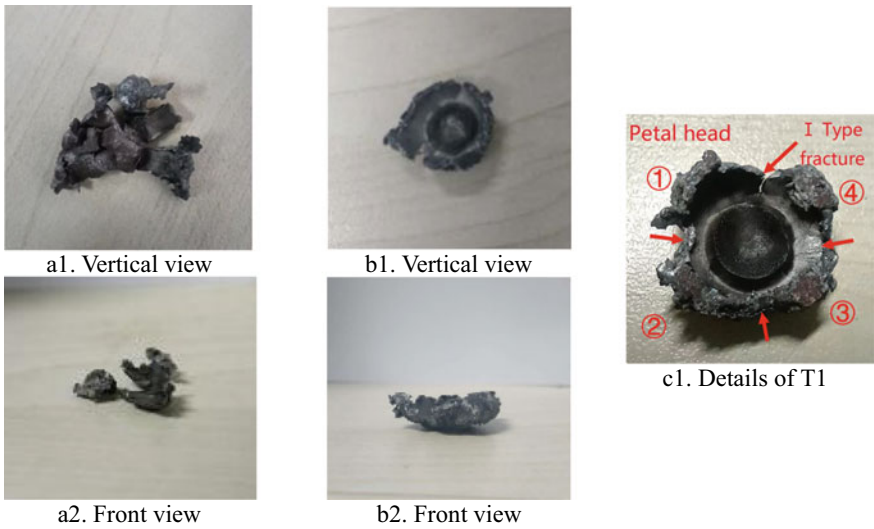 a1. Vertical view
b1. Vertical view
Petal head
I Type
fracture
①
④
②
③
c1. Details of T1
a2. Front view
b2. Front view